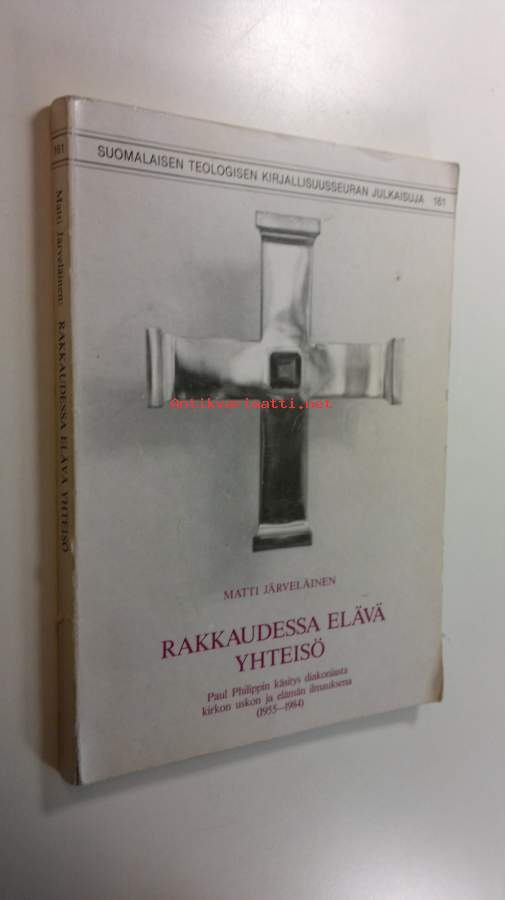 SUOMALAISEN TEOLOGISEN KIRJALLISUUSSEURAN JULKAISUJA 161
161
Matti Järveläinen: RAKKAUDESSA ELÄVÄ YHTEISÖ
Antikvariaatti.net
MATTI JÄRVELÄINEN
RAKKAUDESSA ELÄVÄ
YHTEISÖ
Paul Philippin käsitys diakoniasta
kirkon uskon ja elämän ilmauksena
(1955—1984)